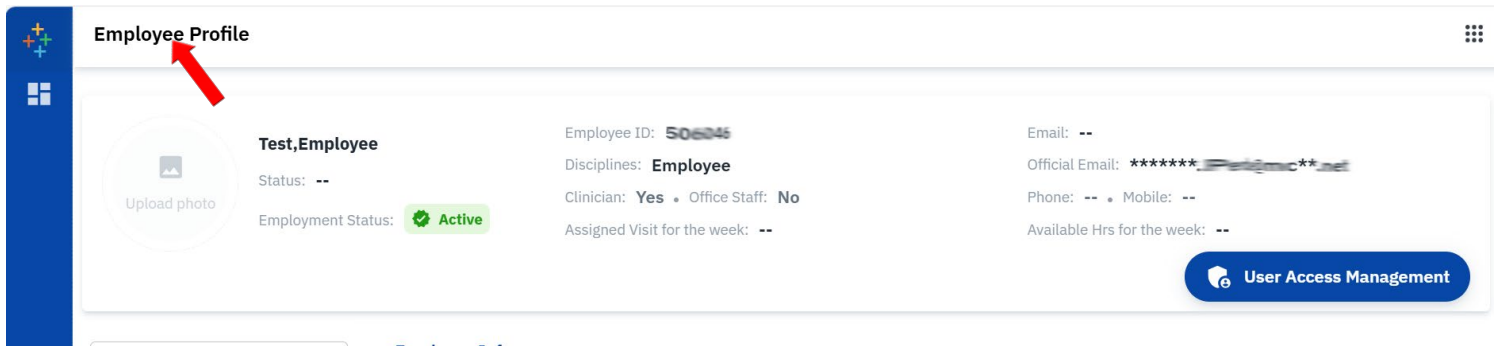 Employee Profile
Test,Employee
Status: --
Employment Status: Active
Upload photo
Employee ID:
Disciplines: Employee
Clinician: Yes • Office Staff: No
Assigned Visit for the week: --
Email: --
Official Email: *******
Phone: -- • Mobile: --
Available Hrs for the week: --
User Access Management